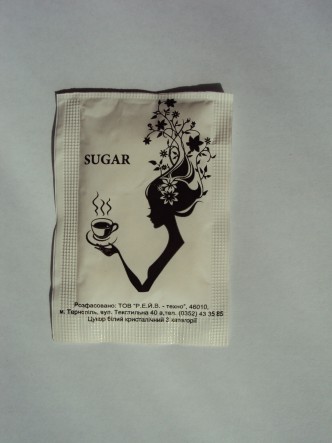 SUGAR
Розфасовано: ТОВ "Р.Е.Й.В. - техно", 46010,
м. Тернопіль, вул. Текстильна 40 а, тел. (0352) 43 35 85
Цукор білий кристалічний 3 категорії